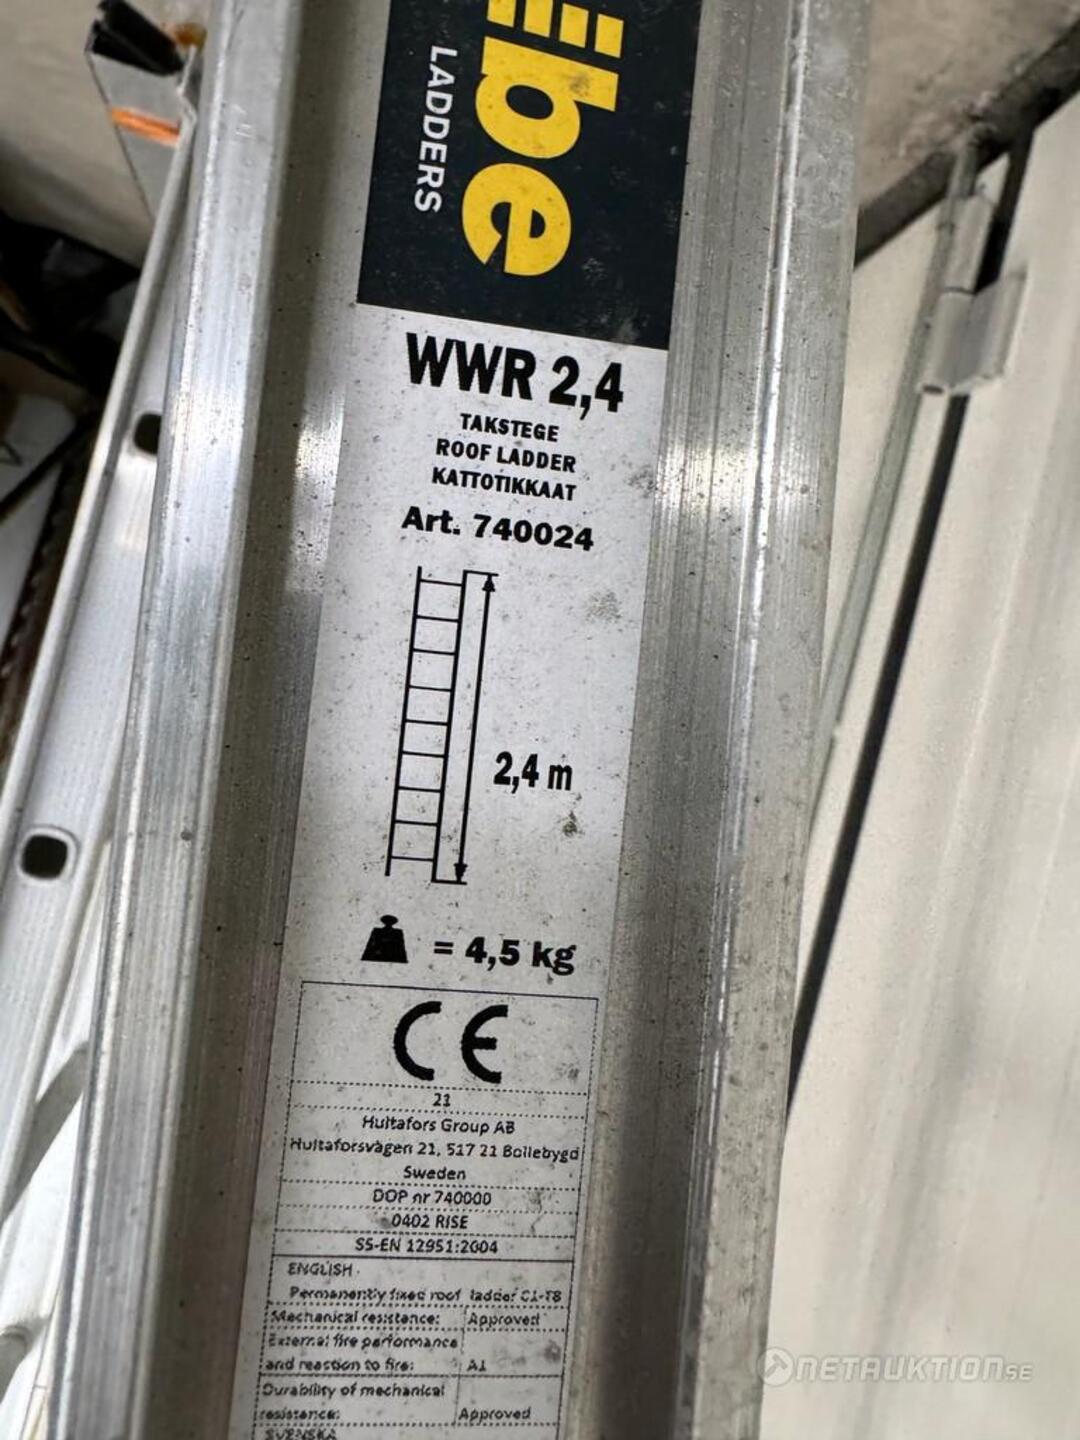 ibe
LADDERS
WWR 2,4
TAKSTEGE
ROOF LADDER
KATTOTIKKAAT
Art. 740024
2,4 m
= 4,5 kg
CE
21
Hultafors Group AB
Hultaforsvägen 21, 517 21 Bollebygd
Sweden
DOP nr 740000
0402 RISE
SS-EN 12951:2004
ENGLISH
Permanently fixed roof ladder C1-T8
Mechanical resistance: Approved
External fire performance
and reaction to fire: A1
Durability of mechanical
resistance: Approved
SVENSKA
NETAUKTION.SE